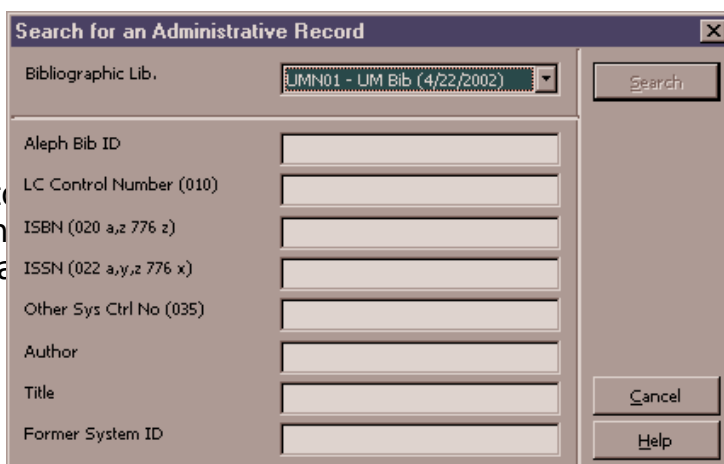 Search for an Administrative Record
Bibliographic Lib.
UMN01 - UM Bib (4/22/2002)
Search
Aleph Bib ID
LC Control Number (010)
ISBN (020 a,z 776 z)
ISSN (022 a,y,z 776 x)
Other Sys Ctrl No (035)
Author
Title
Cancel
Former System ID
Help